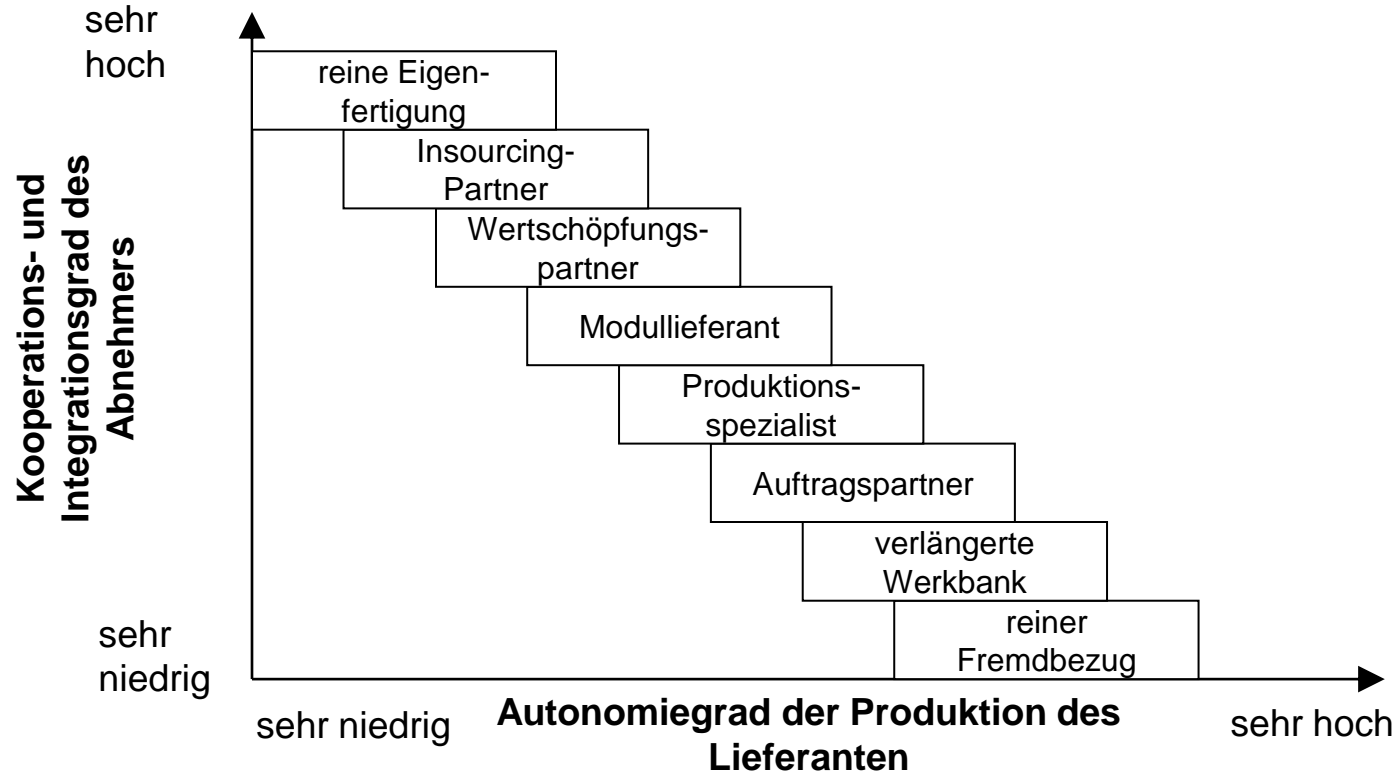 sehr
hoch
reine Eigen-
fertigung
Insourcing-
Partner
Wertschöpfungs-
partner
Modullieferant
Produktions-
spezialist
Auftragspartner
verlängerte
Werkbank
reiner
Fremdbezug
Kooperations- und
Integrationsgrad des
Abnehmers
sehr
niedrig
sehr niedrig
Autonomiegrad der Produktion des
Lieferanten
sehr hoch